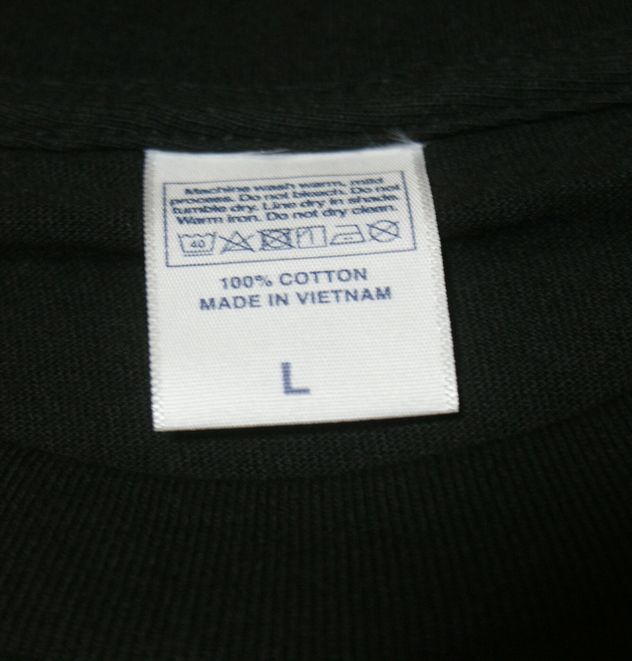 Machine wash warm, mild
process. Do not bleach. Do not
tumble dry. Line dry in shade.
Warm iron. Do not dry clean.
40
100% COTTON
MADE IN VIETNAM
L